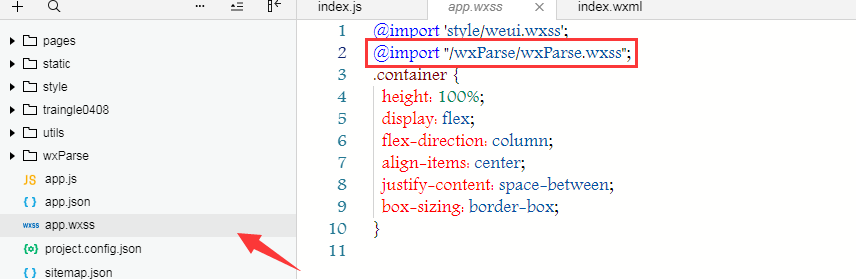 index.js
app.wxss
index.wxml
pages
static
style
traingle0408
utils
wxParse
JS app.js
{ } app.json
wxss app.wxss
{o} project.config.json
{ } sitemap.json
1 @import 'style/weui.wxss';
2 @import "/wxParse/wxParse.wxss";
3 .container {
4 height: 100%;
5 display: flex;
6 flex-direction: column;
7 align-items: center;
8 justify-content: space-between;
9 box-sizing: border-box;
10 }
11